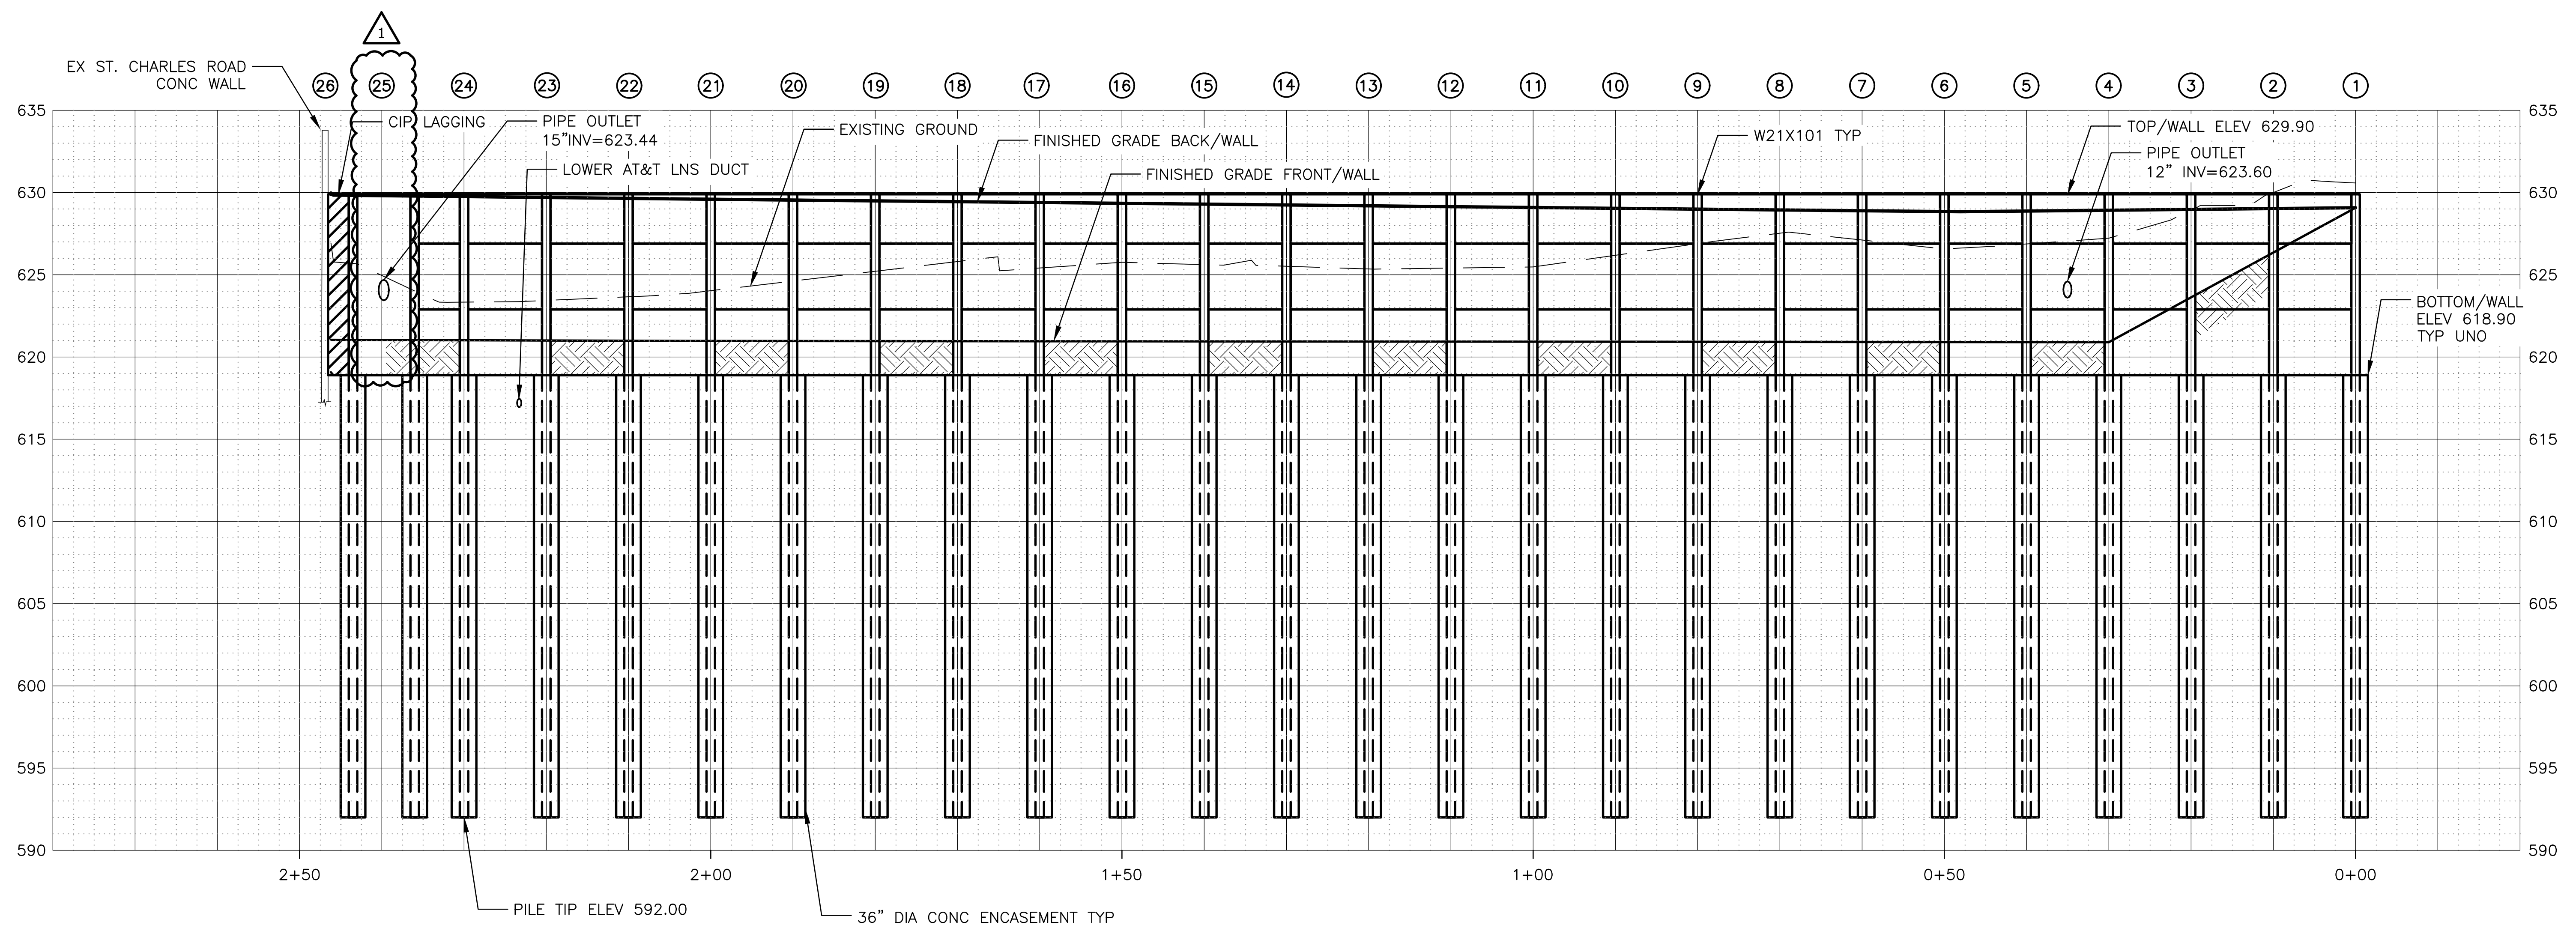 1
EX ST. CHARLES ROAD
CONC WALL
26 25 24 23 22 21 20 19 18 17 16 15 14 13 12 11 10 9 8 7 6 5 4 3 2 1
635 635
CIP LAGGING
PIPE OUTLET
15"INV=623.44
LOWER AT&T LNS DUCT
EXISTING GROUND
FINISHED GRADE BACK/WALL
FINISHED GRADE FRONT/WALL
W21X101 TYP
TOP/WALL ELEV 629.90
PIPE OUTLET
12" INV=623.60
630 630
625 625
BOTTOM/WALL
ELEV 618.90
TYP UNO
620 620
615 615
610 610
605 605
600 600
595 595
590 590
2+50 2+00 1+50 1+00 0+50 0+00
PILE TIP ELEV 592.00
36" DIA CONC ENCASEMENT TYP